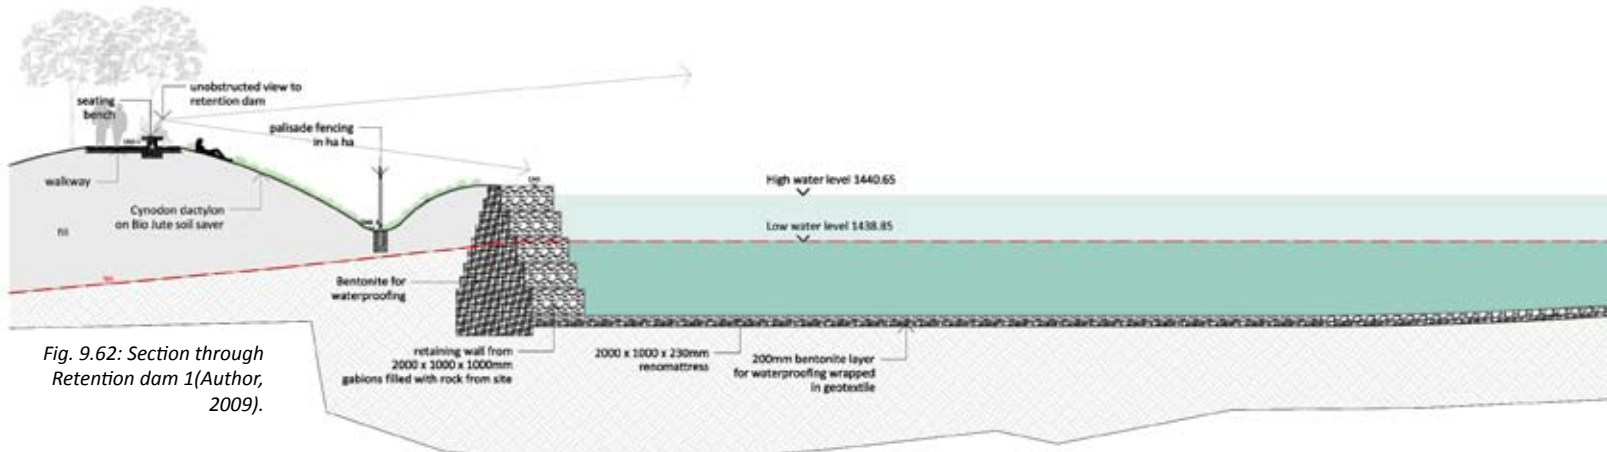 unobstructed view to
retention dam
seating
bench
palisade fencing
in ha ha
walkway
Cynodon dactylon
on Bio Jute soil saver
fill
High water level 1440.65
Low water level 1438.85
Bentonite for
waterproofing
retaining wall from
2000 x 1000 x 1000mm
gabions filled with rock from site
2000 x 1000 x 230mm
renomattress
200mm bentonite layer
for waterproofing wrapped
in geotextile
Fig. 9.62: Section through
Retention dam 1(Author,
2009).